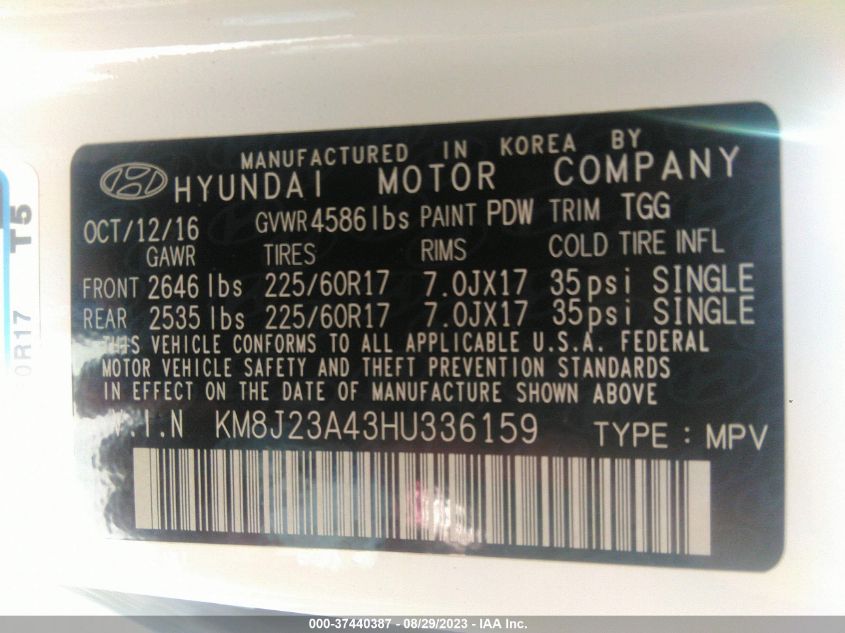 MANUFACTURED IN KOREA BY
HYUNDAI MOTOR COMPANY
OCT/12/16 GVWR 4586 lbs PAINT PDW TRIM TGG
GAWR TIRES RIMS COLD TIRE INFL
FRONT 2646 lbs 225/60R17 7.0JX17 35psi SINGLE
REAR 2535 lbs 225/60R17 7.0JX17 35psi SINGLE
THIS VEHICLE CONFORMS TO ALL APPLICABLE U.S.A. FEDERAL
MOTOR VEHICLE SAFETY AND THEFT PREVENTION STANDARDS
IN EFFECT ON THE DATE OF MANUFACTURE SHOWN ABOVE
V.I.N KM8J23A43HU336159 TYPE : MPV
0R17 T5
000-37440387 - 08/29/2023 - IAA Inc.